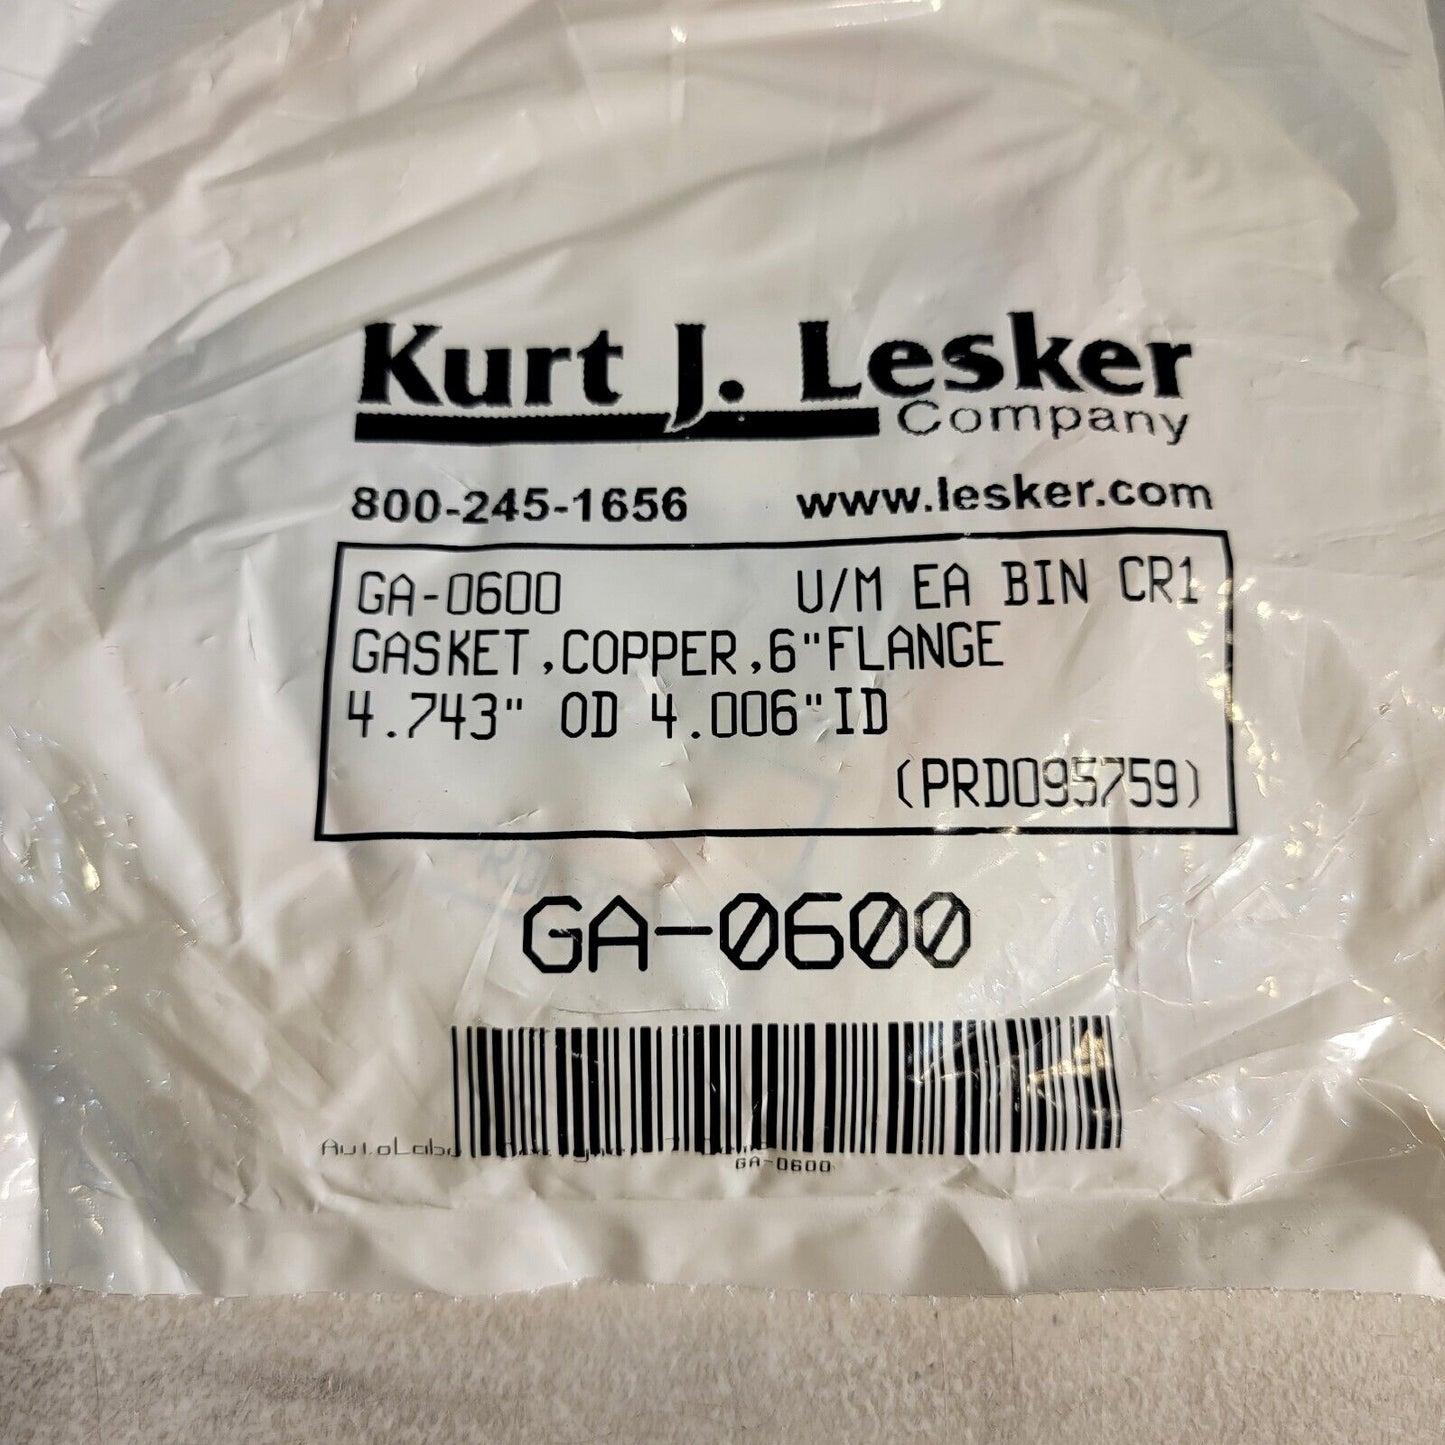 Kurt J. Lesker
Company
800-245-1656 www.lesker.com
GA-0600 U/M EA BIN CR1
GASKET,COPPER,6"FLANGE
4.743" OD 4.006"ID
(PRD095759)
GA-0600
GA-0600